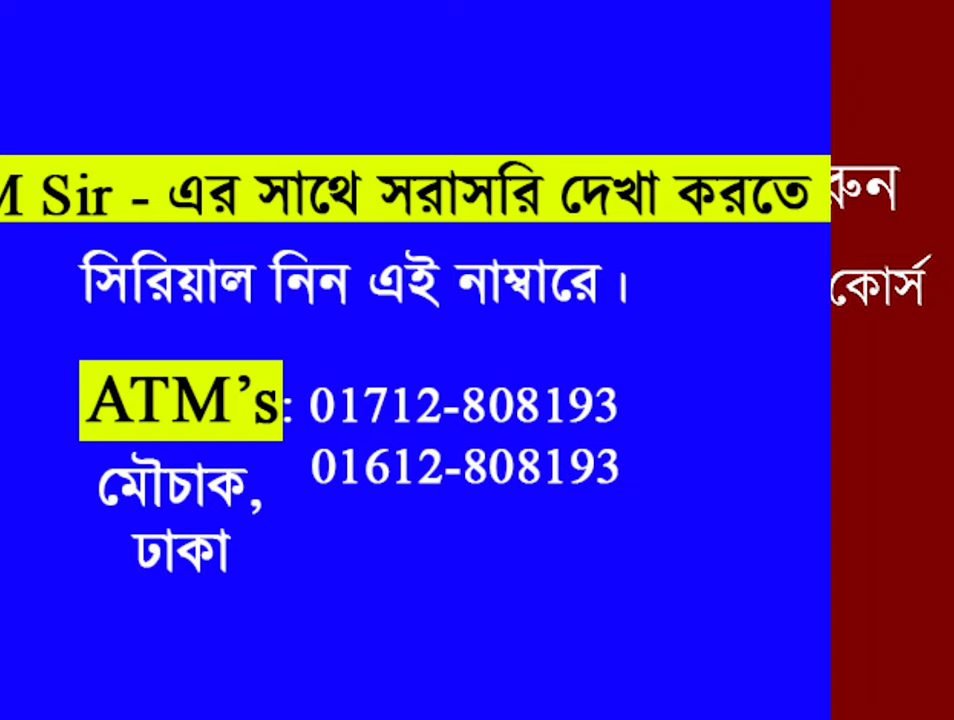 M Sir - এর সাথে সরাসরি দেখা করতে
রুন
সিরিয়াল নিন এই নাম্বারে।
কোর্স
ATM’s: 01712-808193
01612-808193
মৌচাক,
ঢাকা